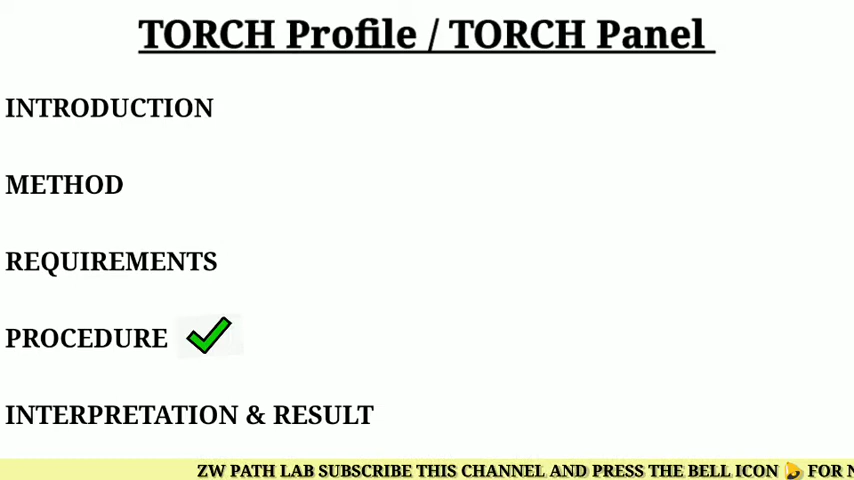 TORCH Profile / TORCH Panel
INTRODUCTION
METHOD
REQUIREMENTS
PROCEDURE
INTERPRETATION & RESULT
ZW PATH LAB SUBSCRIBE THIS CHANNEL AND PRESS THE BELL ICON 🔔 FOR